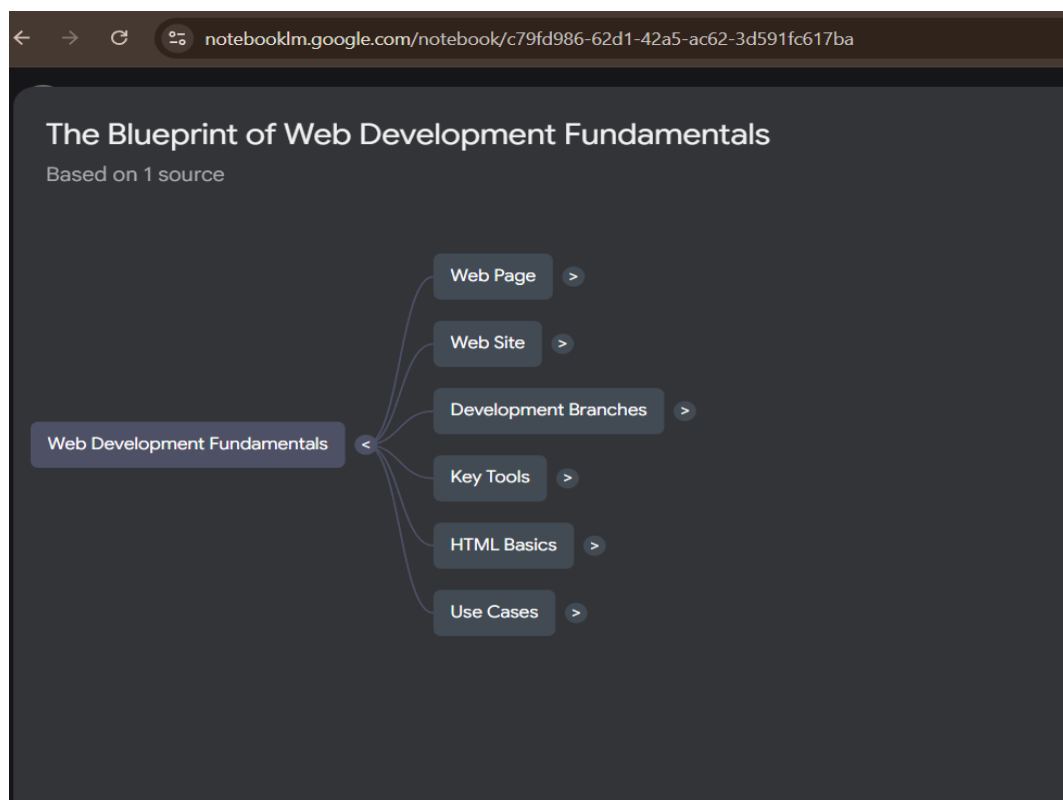 notebooklm.google.com/notebook/c79fd986-62d1-42a5-ac62-3d591fc617ba
The Blueprint of Web Development Fundamentals
Based on 1 source
Web Development Fundamentals <
Web Page >
Web Site >
Development Branches >
Key Tools >
HTML Basics >
Use Cases >